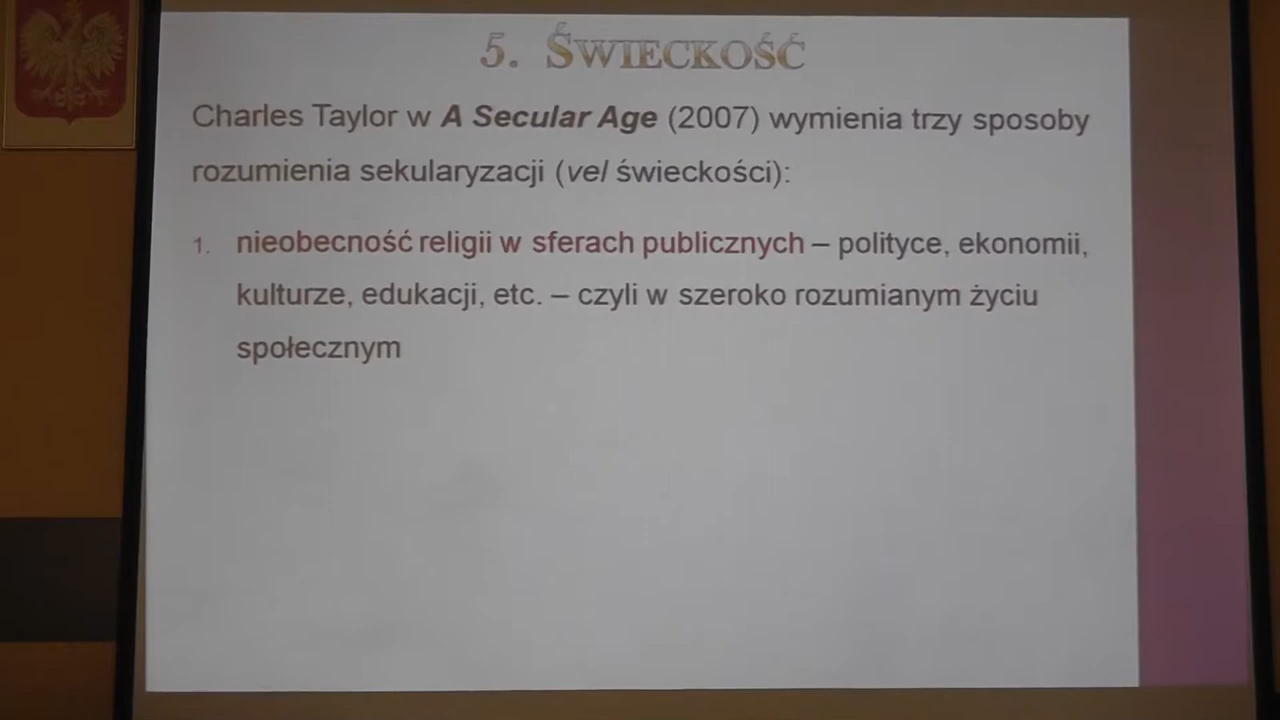 5. Świeckość
Charles Taylor w A Secular Age (2007) wymienia trzy sposoby
rozumienia sekularyzacji (vel świeckości):
1. nieobecność religii w sferach publicznych – polityce, ekonomii,
kulturze, edukacji, etc. – czyli w szeroko rozumianym życiu
społecznym